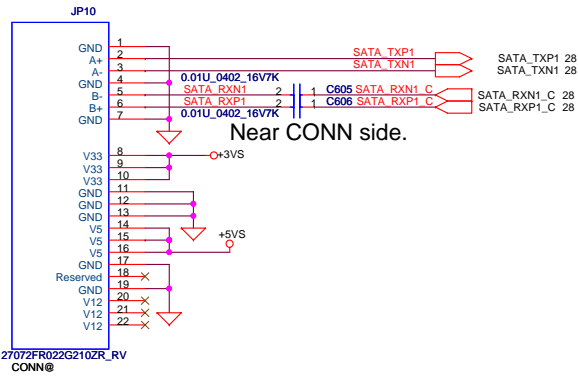 JP10
GND 1
A+ 2 SATA_TXP1 SATA_TXP1 28
A- 3 SATA_TXN1 SATA_TXN1 28
GND 4 0.01U_0402_16V7K
B- 5 SATA_RXN1 2 1 C605 SATA_RXN1_C SATA_RXN1_C 28
B+ 6 SATA_RXP1 2 1 C606 SATA_RXP1_C SATA_RXP1_C 28
GND 7 0.01U_0402_16V7K
Near CONN side.
V33 8 +3VS
V33 9
V33 10
GND 11
GND 12
GND 13
V5 14
V5 15 +5VS
V5 16
GND 17
Reserved 18
GND 19
V12 20
V12 21
V12 22
27072FR022G210ZR_RV
CONN@